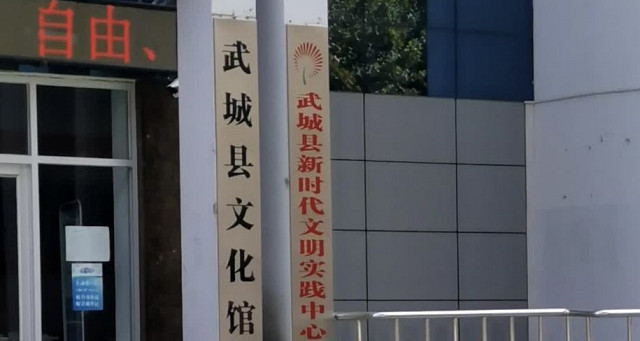 自由、
武城县文化馆
武城县新时代文明实践中心